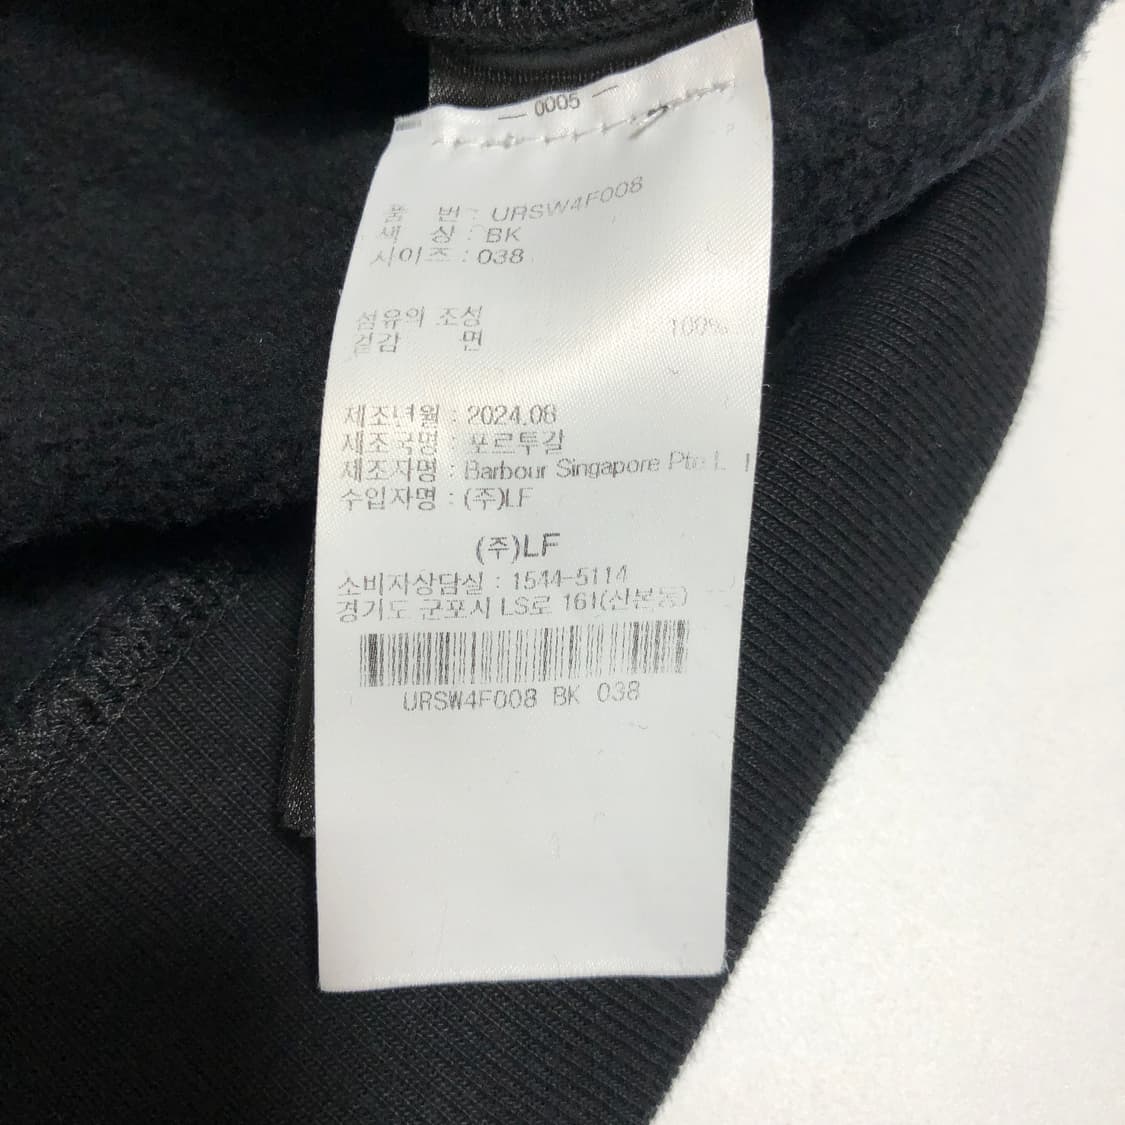 — 0005 —
품 번 : URSW4F008
색 상 : BK
사이즈 : 038
섬유의 조성
겉감 면 100%
제조년월 : 2024.08
제조국명 : 포르투갈
제조자명 : Barbour Singapore Pte L
수입자명 : (주)LF
(주)LF
소비자상담실 : 1544-5114
경기도 군포시 LS로 161(산본동)
URSW4F008 BK 038